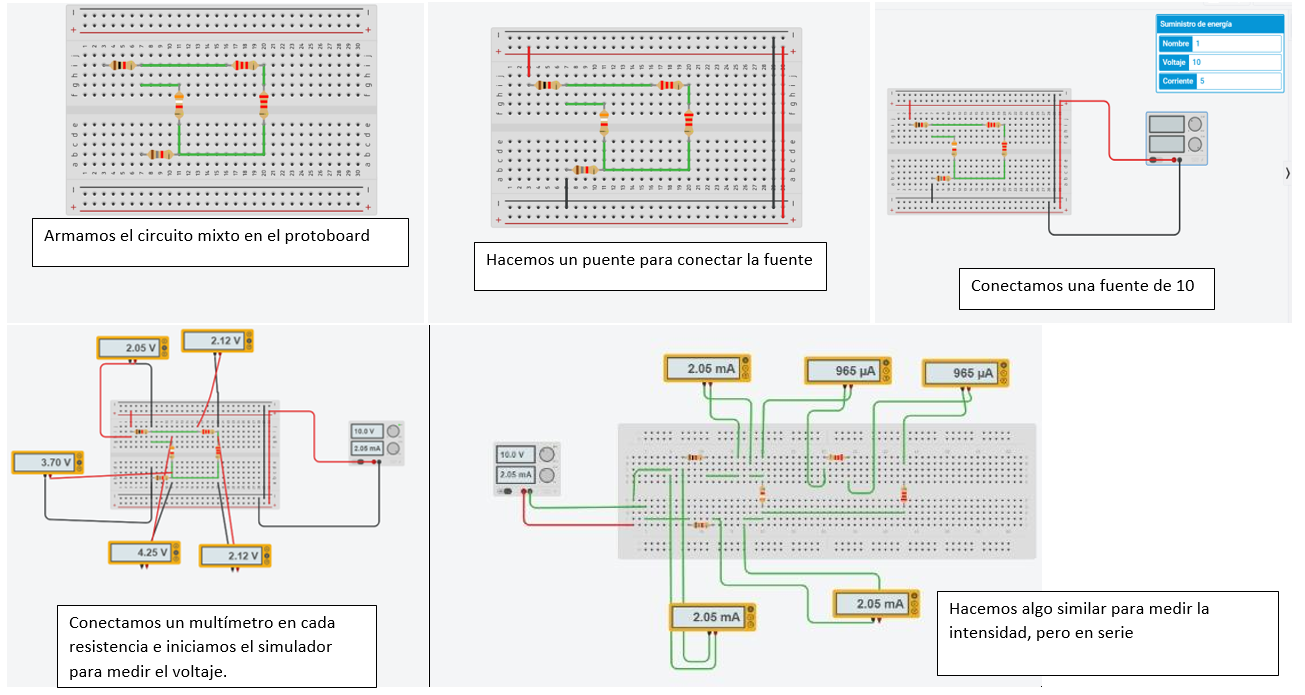 Armamos el circuito mixto en el protoboard
Hacemos un puente para conectar la fuente
Suministro de energía
Nombre 1
Voltaje 10
Corriente 5
Conectamos una fuente de 10
2.05 V
2.12 V
3.70 V
10.0 V
2.05 mA
4.25 V
2.12 V
Conectamos un multímetro en cada
resistencia e iniciamos el simulador
para medir el voltaje.
2.05 mA
965 µA
965 µA
10.0 V
2.05 mA
2.05 mA
2.05 mA
Hacemos algo similar para medir la
intensidad, pero en serie